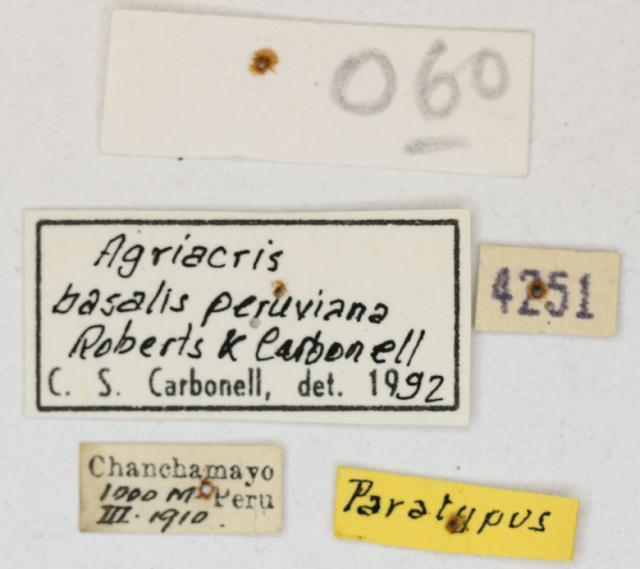 060
Agriacris
basalis peruviana
Roberts & Carbonell
C. S. Carbonell, det. 1992
4251
Chanchamayo
1000 M. Peru
III. 1910.
Paratypus